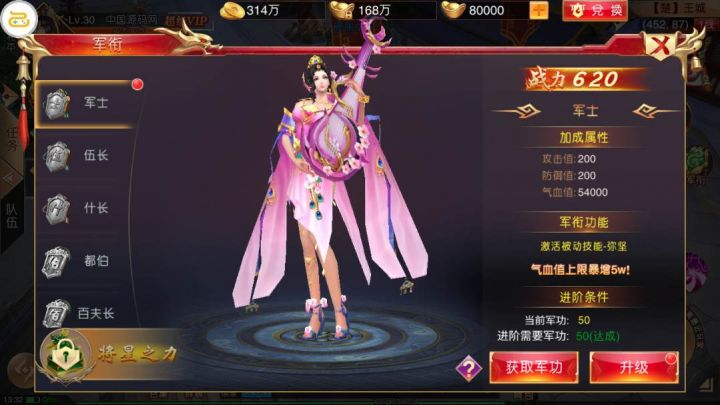 Lv.30 中国源码网 超级VIP
314万
168万
80000
兑换
【楚】王城
(452, 87)
军衔
任务
队伍
军士
伍长
什长
都伯
百夫长
将星之力
战力 620
军士
加成属性
攻击值: 200
防御值: 200
气血值: 54000
军衔功能
激活被动技能-弥坚
气血值上限暴增5w!
进阶条件
当前军功: 50
进阶需要军功: 50(达成)
获取军功
升级
13:32